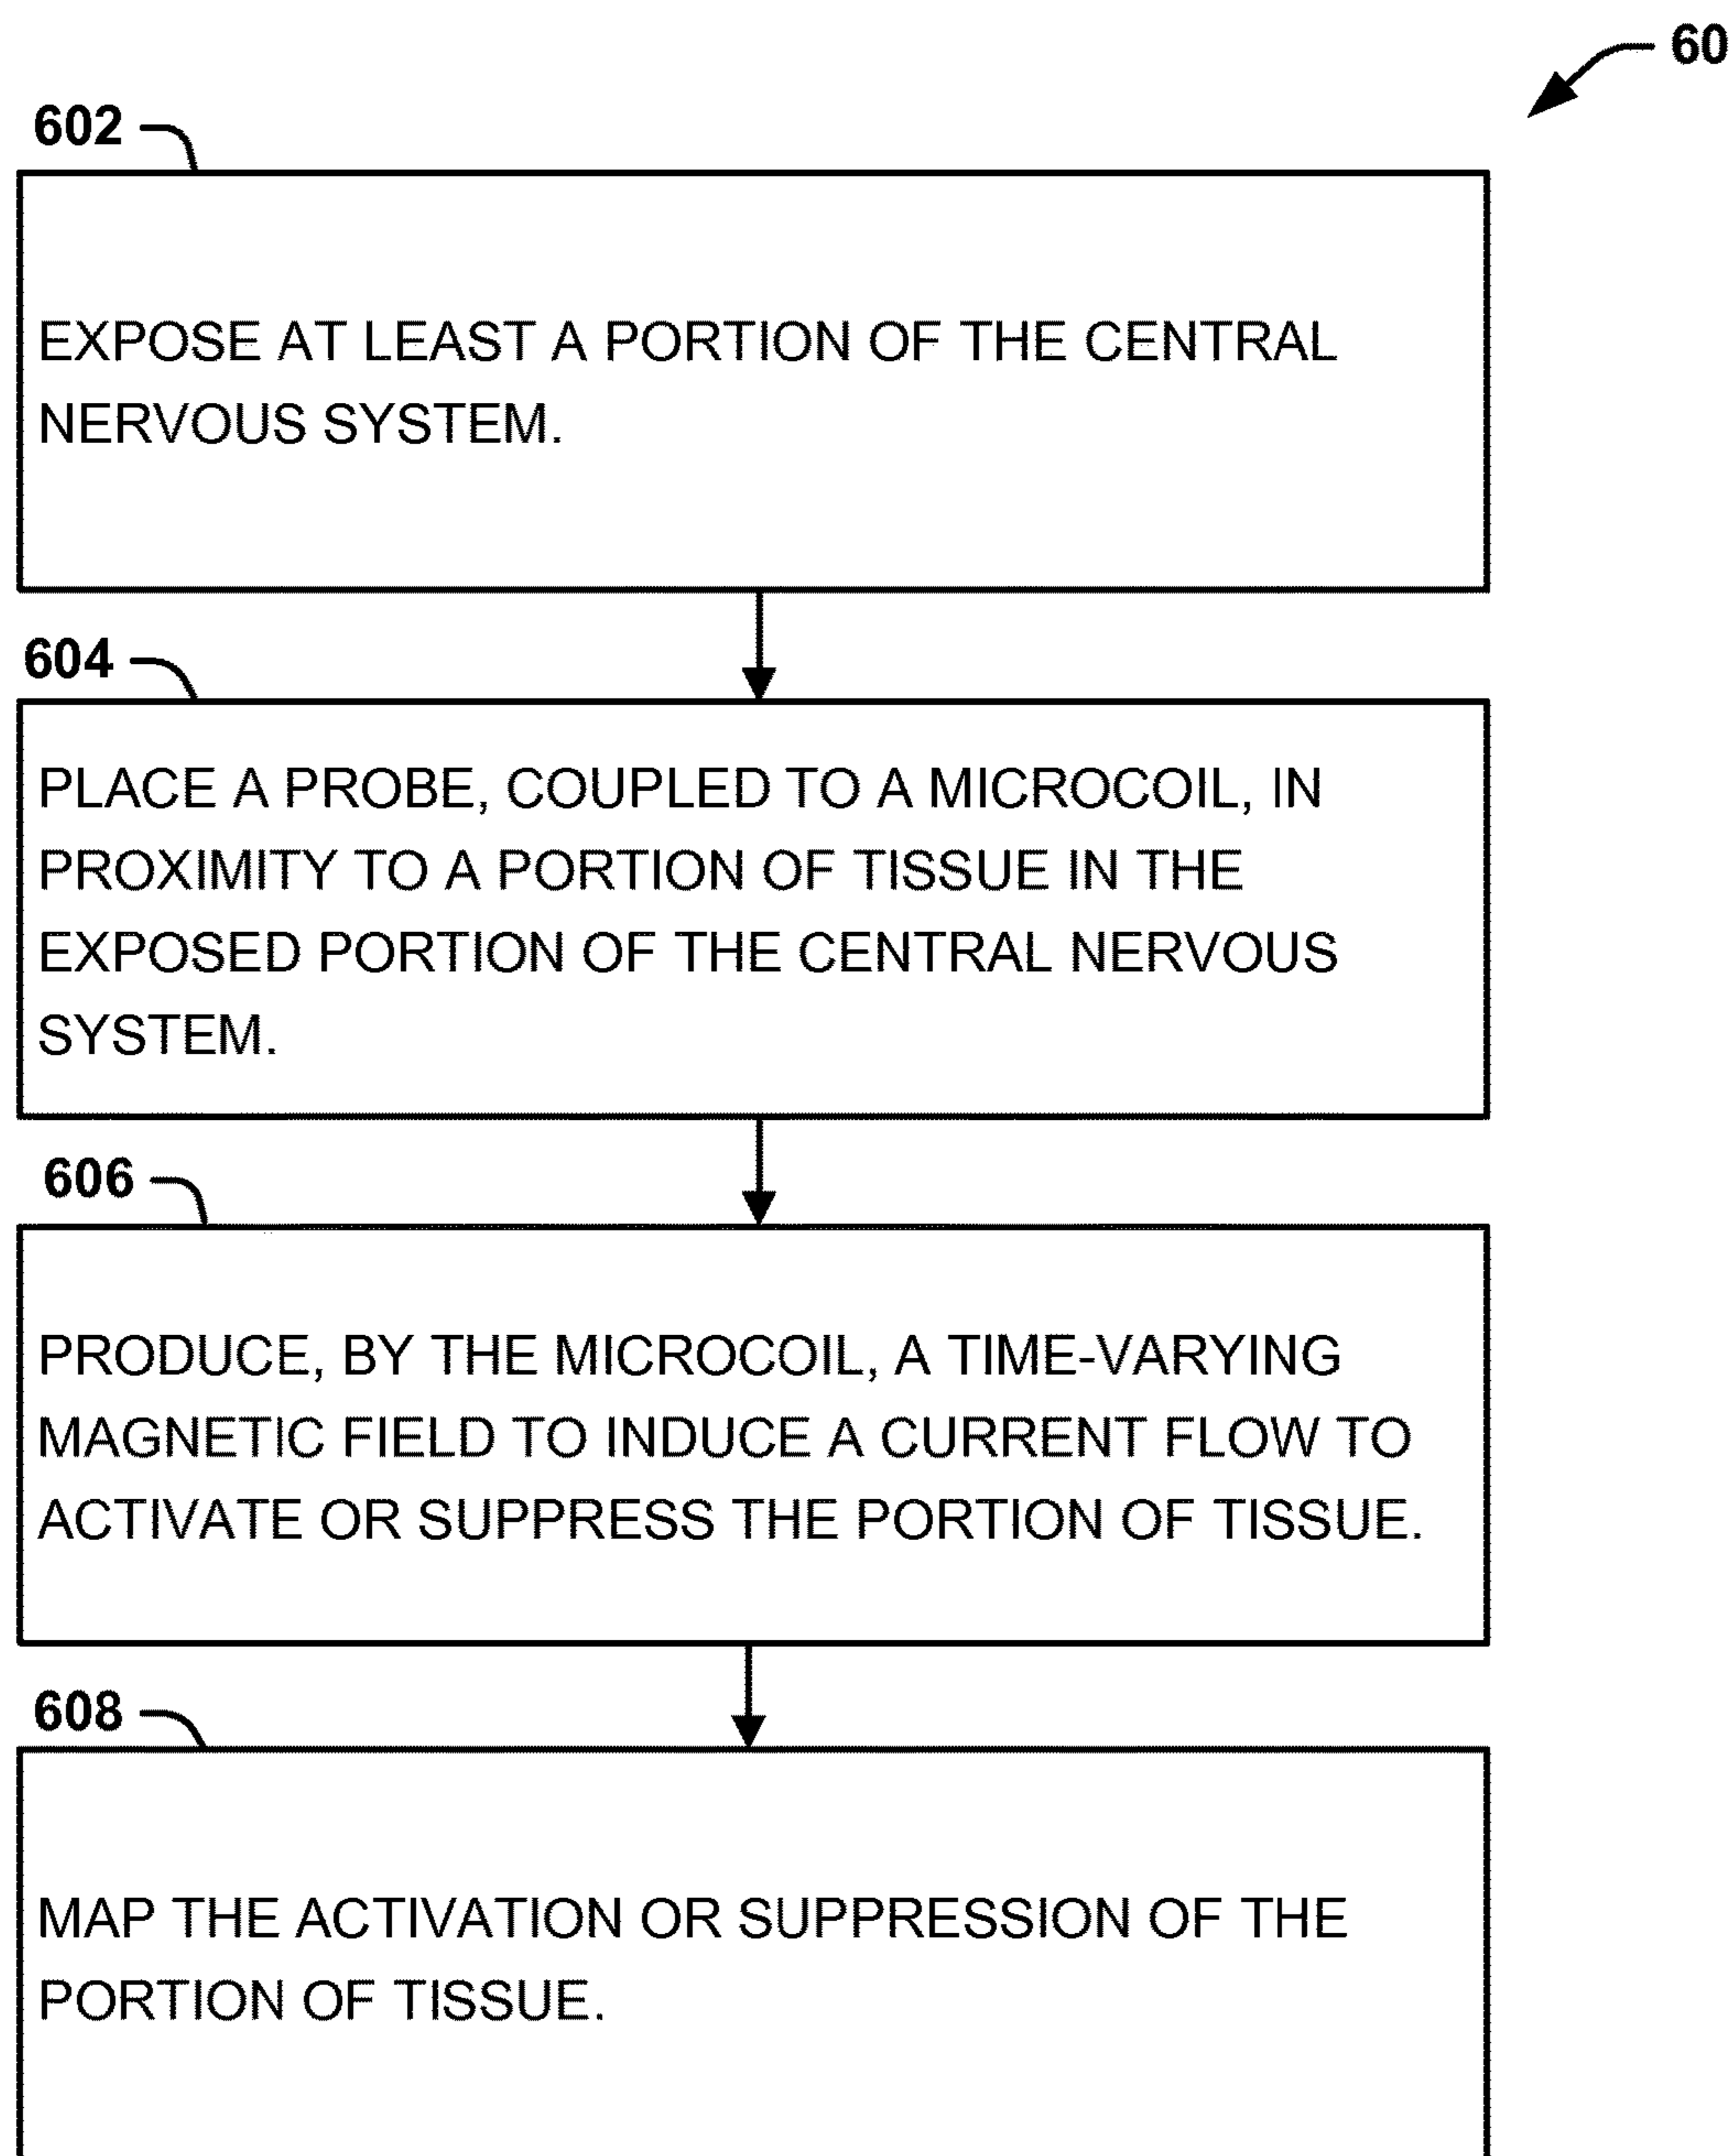 60
602
EXPOSE AT LEAST A PORTION OF THE CENTRAL
NERVOUS SYSTEM.
604
PLACE A PROBE, COUPLED TO A MICROCOIL, IN
PROXIMITY TO A PORTION OF TISSUE IN THE
EXPOSED PORTION OF THE CENTRAL NERVOUS
SYSTEM.
606
PRODUCE, BY THE MICROCOIL, A TIME-VARYING
MAGNETIC FIELD TO INDUCE A CURRENT FLOW TO
ACTIVATE OR SUPPRESS THE PORTION OF TISSUE.
608
MAP THE ACTIVATION OR SUPPRESSION OF THE
PORTION OF TISSUE.